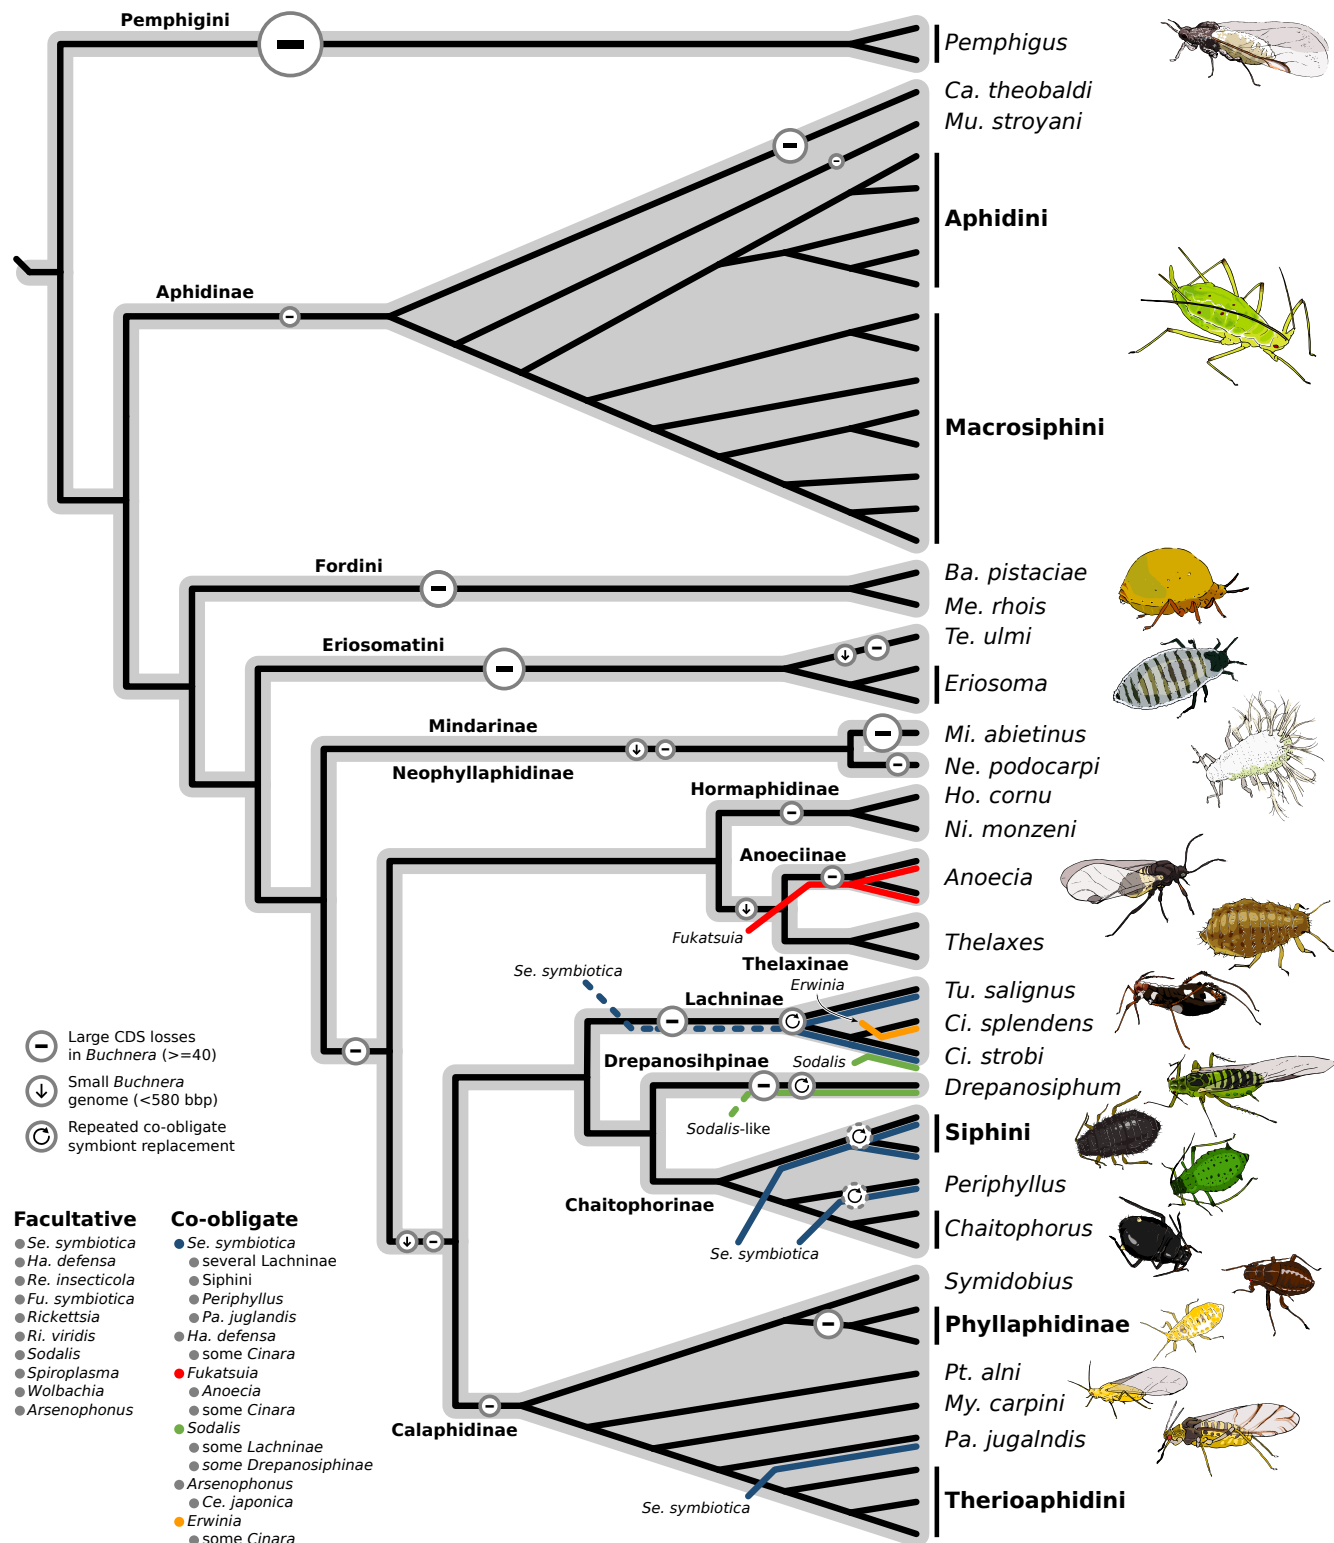 Pemphigini
Pemphigus
Ca. theobaldi
Mu. stroyani
Aphidini
Aphidinae
Macrosiphini
Fordini
Ba. pistaciae
Me. rhois
Eriosomatini
Te. ulmi
Eriosoma
Mindarinae
Neophyllaphidinae
Mi. abietinus
Ne. podocarpi
Hormaphidinae
Ho. cornu
Ni. monzeni
Anoeciinae
Anoecia
Fukatsuia
Thelaxes
Thelaxinae
Se. symbiotica
Erwinia
Lachninae
Tu. salignus
Ci. splendens
Sodalis
Ci. strobi
Drepanosihpinae
Drepanosiphum
Sodalis-like
Siphini
Periphyllus
Chaitophorinae
Chaitophorus
Se. symbiotica
Symidobius
Phyllaphidinae
Pt. alni
My. carpini
Calaphidinae
Pa. jugalndis
Se. symbiotica
Therioaphidini
Large CDS losses
in Buchnera (>=40)
Small Buchnera
genome (<580 bbp)
Repeated co-obligate
symbiont replacement
Facultative
Se. symbiotica
Ha. defensa
Re. insecticola
Fu. symbiotica
Rickettsia
Ri. viridis
Sodalis
Spiroplasma
Wolbachia
Arsenophonus
Co-obligate
Se. symbiotica
several Lachninae
Siphini
Periphyllus
Pa. juglandis
Ha. defensa
some Cinara
Fukatsuia
Anoecia
some Cinara
Sodalis
some Lachninae
some Drepanosiphinae
Arsenophonus
Ce. japonica
Erwinia
some Cinara